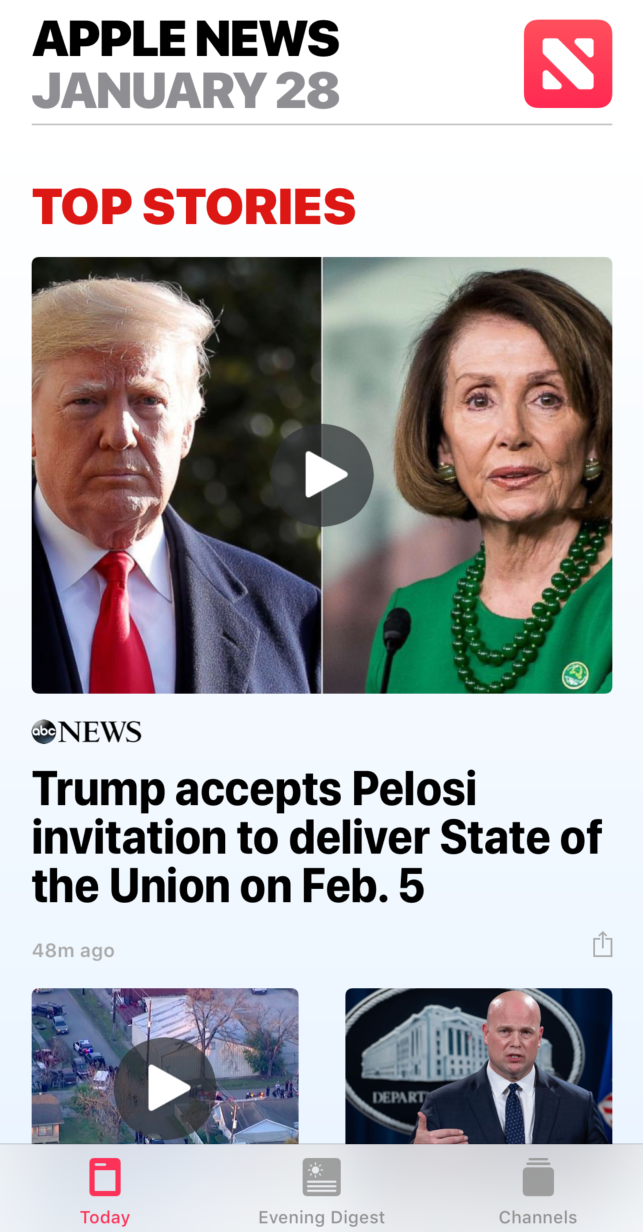 APPLE NEWS
JANUARY 28
TOP STORIES
abc NEWS
Trump accepts Pelosi
invitation to deliver State of
the Union on Feb. 5
48m ago
DEPART
Today
Evening Digest
Channels